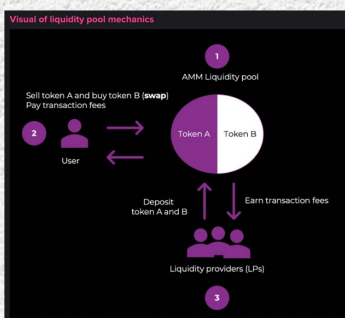 Visual of liquidity pool mechanics
1
AMM Liquidity pool
Sell token A and buy token B (swap)
Pay transaction fees
2
User
Token A
Token B
Deposit
token A and B
Earn transaction fees
Liquidity providers (LPs)
3